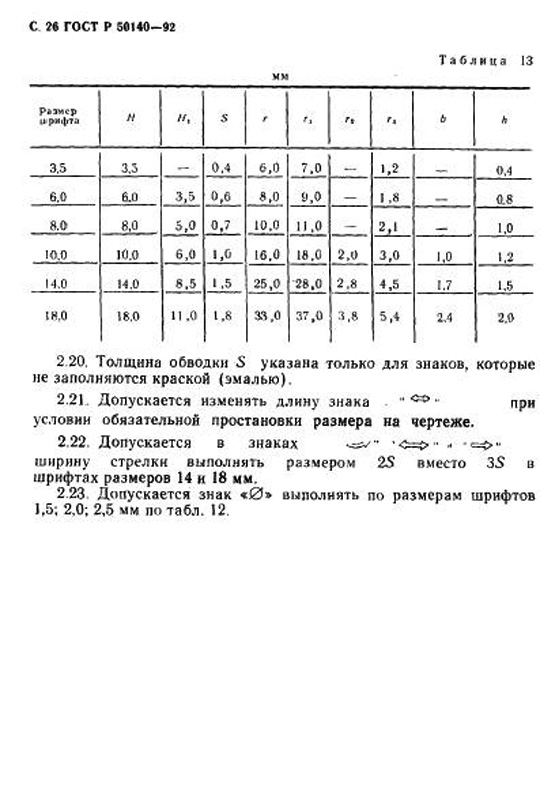 С. 26 ГОСТ Р 50140—92
Таблица 13
мм
Размер шрифта H H₁ S r r₁ r₂ r₃ b h
3,5 3,5 — 0,4 6,0 7,0 — 1,2 — 0,4
6,0 6,0 3,5 0,6 8,0 9,0 — 1,8 — 0,8
8,0 8,0 5,0 0,7 10,0 11,0 — 2,1 — 1,0
10,0 10,0 6,0 1,0 16,0 18,0 2,0 3,0 1,0 1,2
14,0 14,0 8,5 1,5 25,0 28,0 2,8 4,5 1,7 1,5
18,0 18,0 11,0 1,8 33,0 37,0 3,8 5,4 2,4 2,0
2.20. Толщина обводки S указана только для знаков, которые
не заполняются краской (эмалью).
2.21. Допускается изменять длину знака „ ⇔ " при
условии обязательной простановки размера на чертеже.
2.22. Допускается в знаках " ⇔ " и " ⇒ "
ширину стрелки выполнять размером 2S вместо 3S в
шрифтах размеров 14 и 18 мм.
2.23. Допускается знак «∅» выполнять по размерам шрифтов
1,5; 2,0; 2,5 мм по табл. 12.